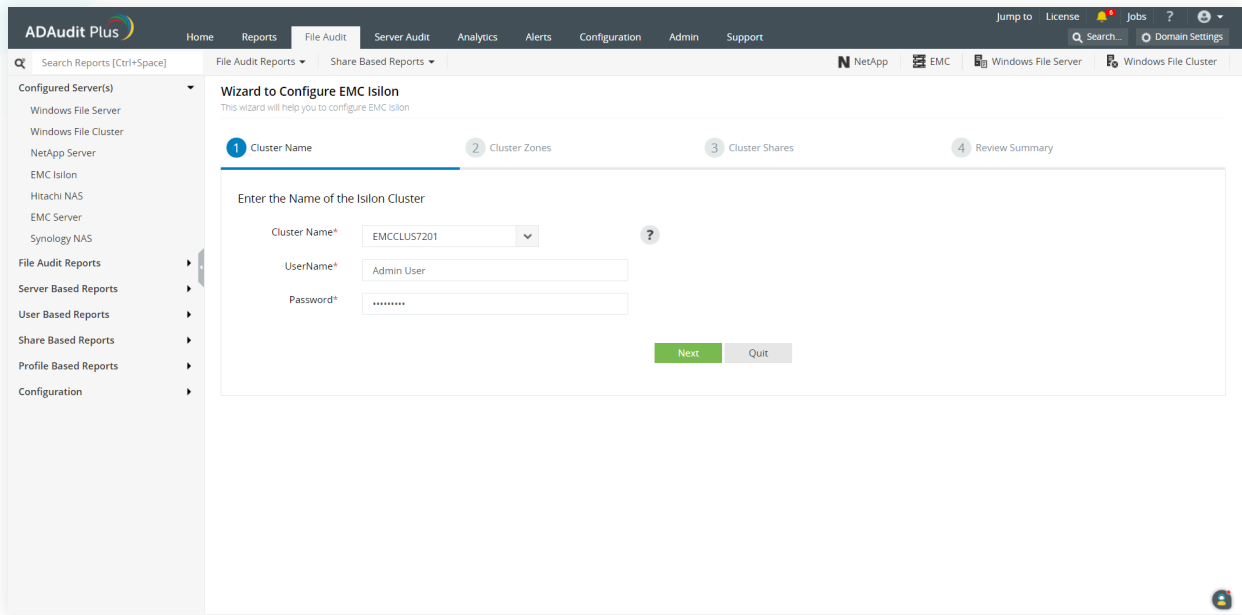 Jump to License 6 Jobs ?
ADAudit Plus
Home Reports File Audit Server Audit Analytics Alerts Configuration Admin Support
Search... Domain Settings
Search Reports [Ctrl+Space]
File Audit Reports Share Based Reports
NetApp EMC Windows File Server Windows File Cluster
Configured Server(s)
Windows File Server
Windows File Cluster
NetApp Server
EMC Isilon
Hitachi NAS
EMC Server
Synology NAS
File Audit Reports
Server Based Reports
User Based Reports
Share Based Reports
Profile Based Reports
Configuration
Wizard to Configure EMC Isilon
This wizard will help you to configure EMC Isilon
1 Cluster Name 2 Cluster Zones 3 Cluster Shares 4 Review Summary
Enter the Name of the Isilon Cluster
Cluster Name* EMCCLUS7201 ?
UserName* Admin User
Password* •••••••••
Next Quit